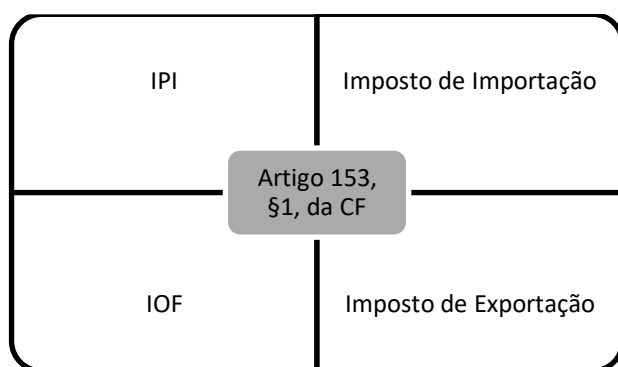 IPI
Imposto de Importação
Artigo 153,
§1, da CF
IOF
Imposto de Exportação